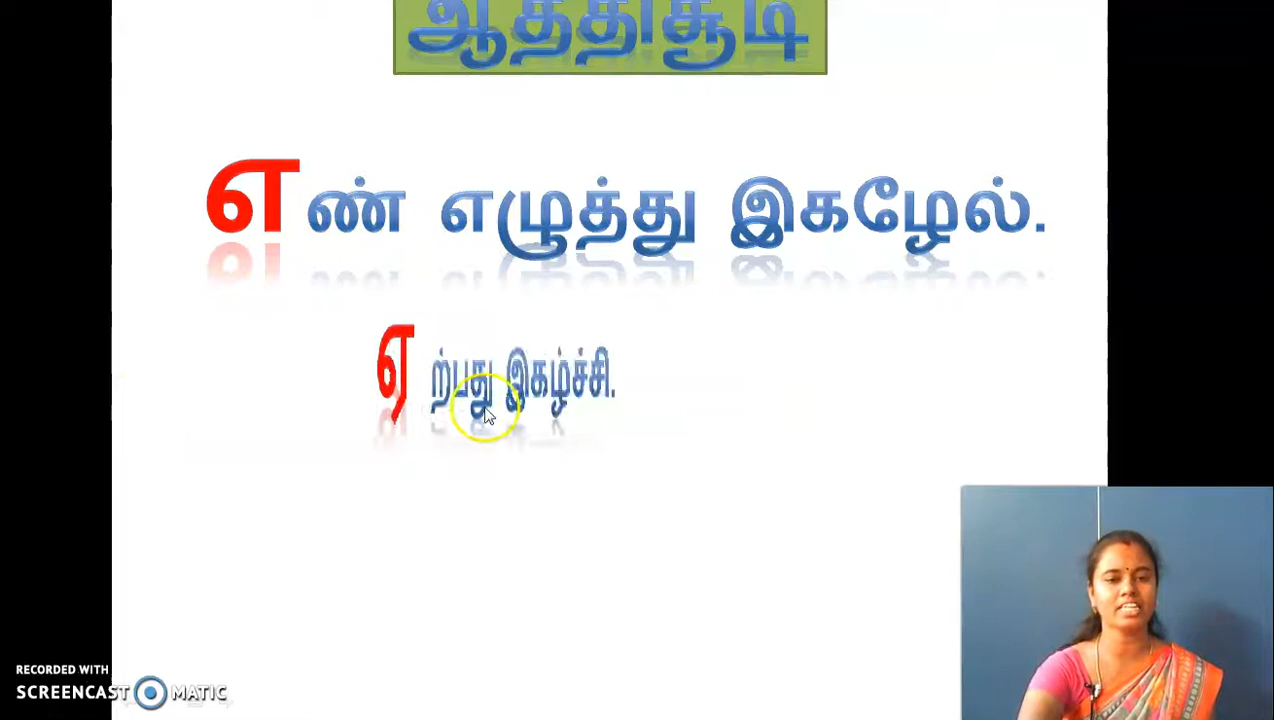 ஆத்திசூடி
எண் எழுத்து இகழேல்.
ஏற்பது இகழ்ச்சி.
RECORDED WITH
SCREENCAST MATIC